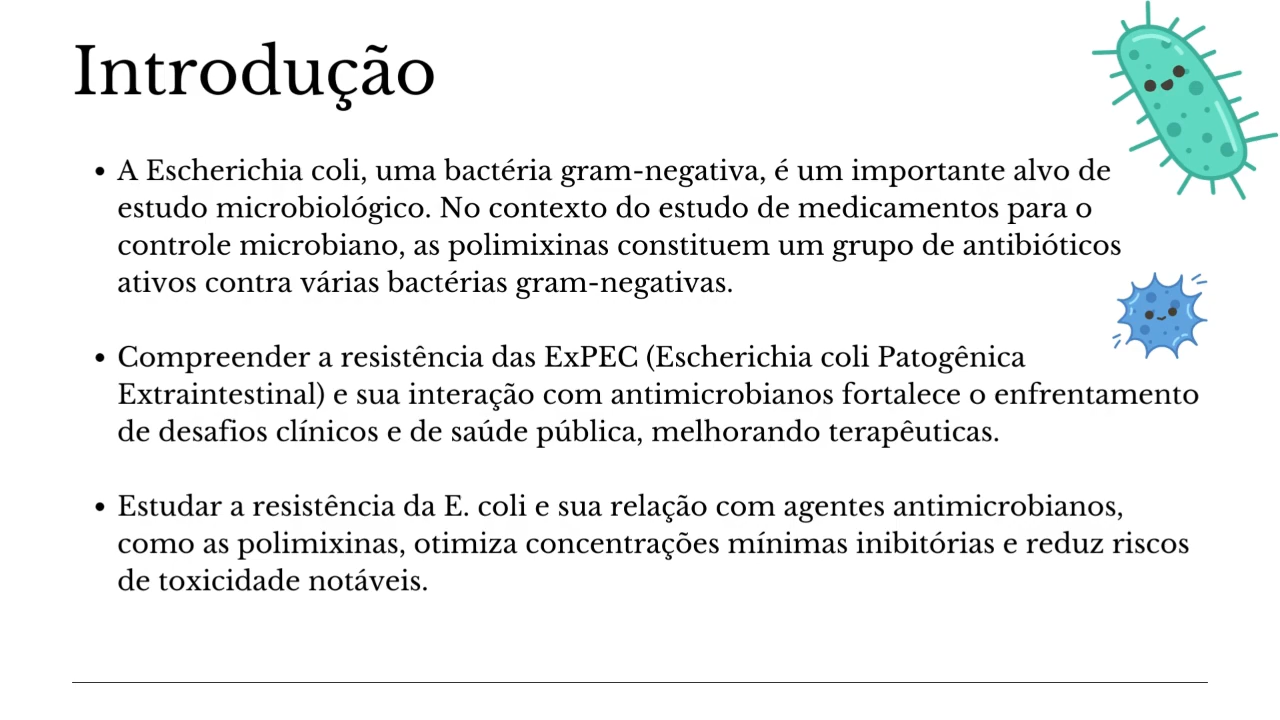 Introdução
• A Escherichia coli, uma bactéria gram-negativa, é um importante alvo de
estudo microbiológico. No contexto do estudo de medicamentos para o
controle microbiano, as polimixinas constituem um grupo de antibióticos
ativos contra várias bactérias gram-negativas.
• Compreender a resistência das ExPEC (Escherichia coli Patogênica
Extraintestinal) e sua interação com antimicrobianos fortalece o enfrentamento
de desafios clínicos e de saúde pública, melhorando terapêuticas.
• Estudar a resistência da E. coli e sua relação com agentes antimicrobianos,
como as polimixinas, otimiza concentrações mínimas inibitórias e reduz riscos
de toxicidade notáveis.